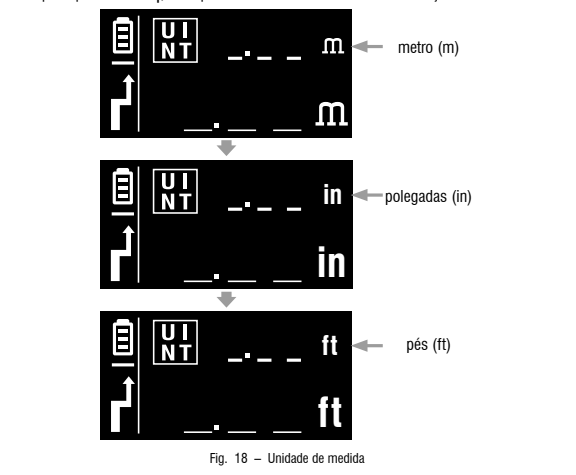 UI
NT
_._ _ m
metro (m)
_._ _ m
UI
NT
_._ _ in
polegadas (in)
_._ _ in
UI
NT
_._ _ ft
pés (ft)
_._ _ ft
Fig. 18 – Unidade de medida